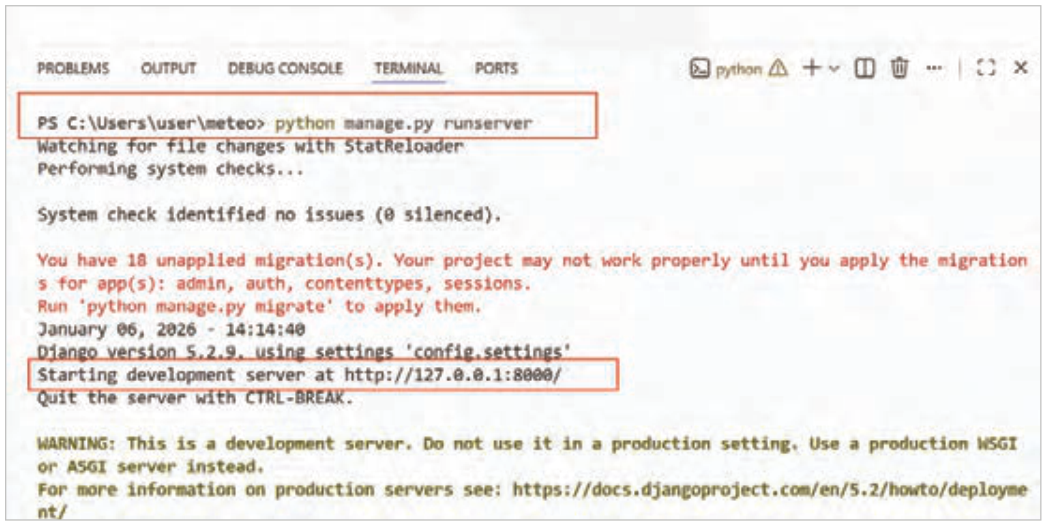 PROBLEMS OUTPUT DEBUG CONSOLE TERMINAL PORTS python
PS C:\Users\user\meteo> python manage.py runserver
Watching for file changes with StatReloader
Performing system checks...
System check identified no issues (0 silenced).
You have 18 unapplied migration(s). Your project may not work properly until you apply the migration
s for app(s): admin, auth, contenttypes, sessions.
Run 'python manage.py migrate' to apply them.
January 06, 2026 - 14:14:40
Django version 5.2.9, using settings 'config.settings'
Starting development server at http://127.0.0.1:8000/
Quit the server with CTRL-BREAK.
WARNING: This is a development server. Do not use it in a production setting. Use a production WSGI
or ASGI server instead.
For more information on production servers see: https://docs.djangoproject.com/en/5.2/howto/deployme
nt/